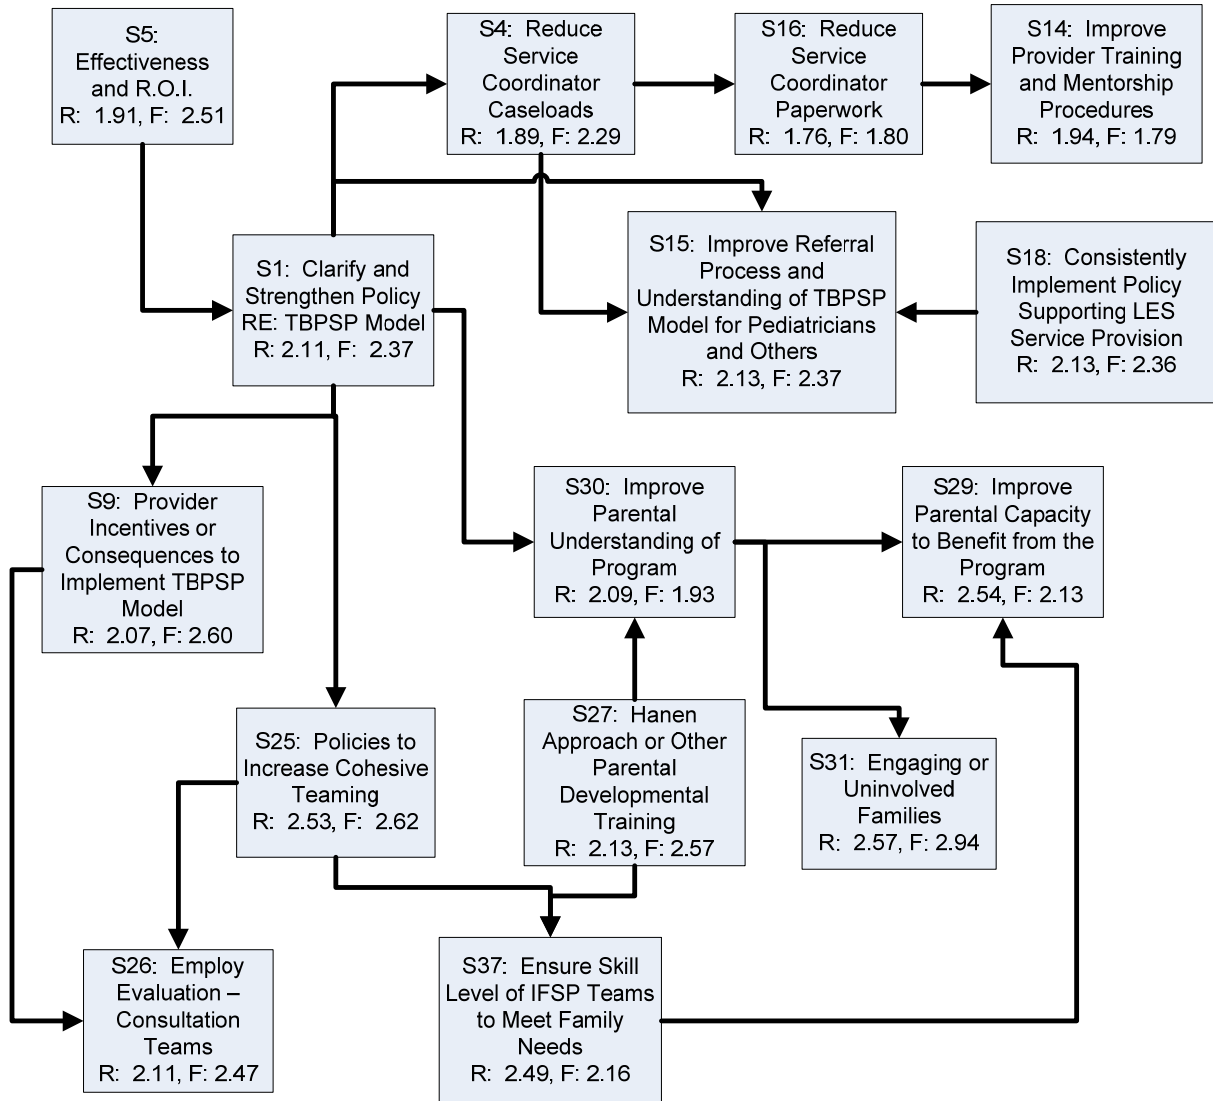 S5:
Effectiveness
and R.O.I.
R: 1.91, F: 2.51
S4: Reduce
Service
Coordinator
Caseloads
R: 1.89, F: 2.29
S16: Reduce
Service
Coordinator
Paperwork
R: 1.76, F: 1.80
S14: Improve
Provider Training
and Mentorship
Procedures
R: 1.94, F: 1.79
S1: Clarify and
Strengthen Policy
RE: TBPSP Model
R: 2.11, F: 2.37
S15: Improve Referral
Process and
Understanding of TBPSP
Model for Pediatricians
and Others
R: 2.13, F: 2.37
S18: Consistently
Implement Policy
Supporting LES
Service Provision
R: 2.13, F: 2.36
S9: Provider
Incentives or
Consequences to
Implement TBPSP
Model
R: 2.07, F: 2.60
S30: Improve
Parental
Understanding of
Program
R: 2.09, F: 1.93
S29: Improve
Parental Capacity
to Benefit from the
Program
R: 2.54, F: 2.13
S25: Policies to
Increase Cohesive
Teaming
R: 2.53, F: 2.62
S27: Hanen
Approach or Other
Parental
Developmental
Training
R: 2.13, F: 2.57
S31: Engaging or
Uninvolved
Families
R: 2.57, F: 2.94
S26: Employ
Evaluation –
Consultation
Teams
R: 2.11, F: 2.47
S37: Ensure Skill
Level of IFSP Teams
to Meet Family
Needs
R: 2.49, F: 2.16